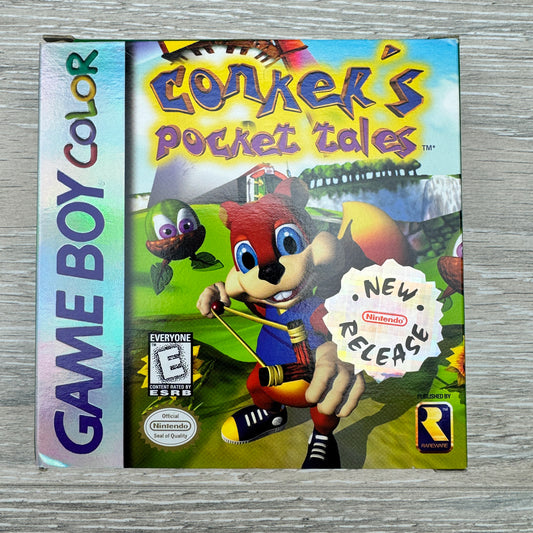 GAME BOY COLOR
Conker's
pocket tales
TM
NEW
Nintendo
RELEASE
EVERYONE
E
CONTENT RATED BY
ESRB
Official
Nintendo
Seal of Quality
PUBLISHED BY
R
RAREWARE